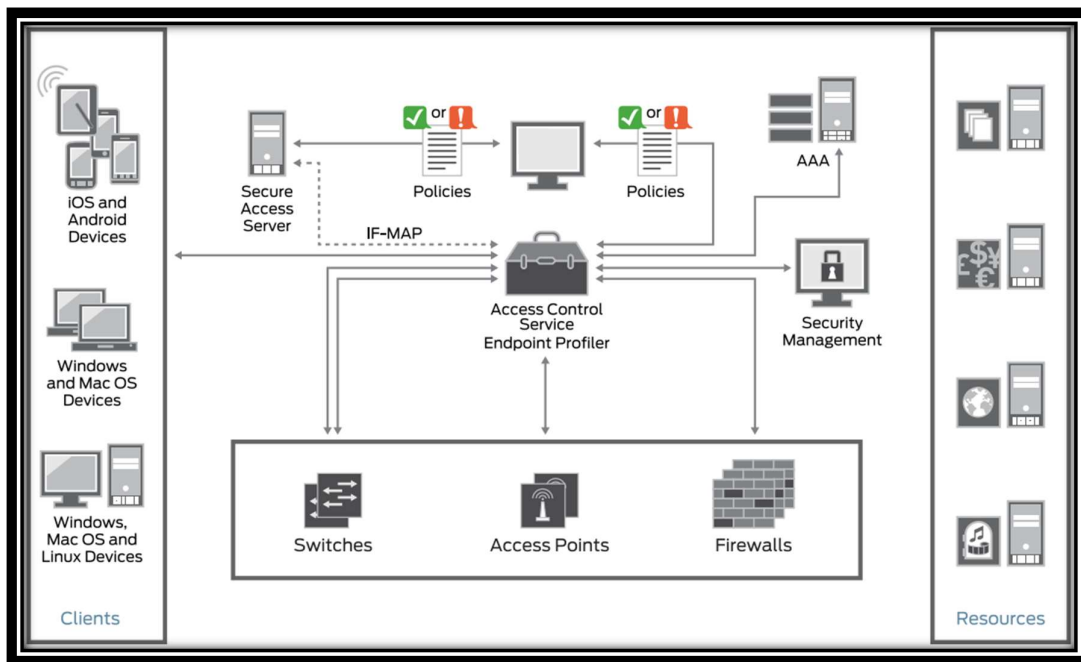 iOS and
Android
Devices
Windows
and Mac OS
Devices
Windows,
Mac OS and
Linux Devices
Clients
Secure
Access
Server
or
Policies
or
Policies
AAA
IF-MAP
Access Control
Service
Endpoint Profiler
Security
Management
Switches
Access Points
Firewalls
£$¥
€
Resources